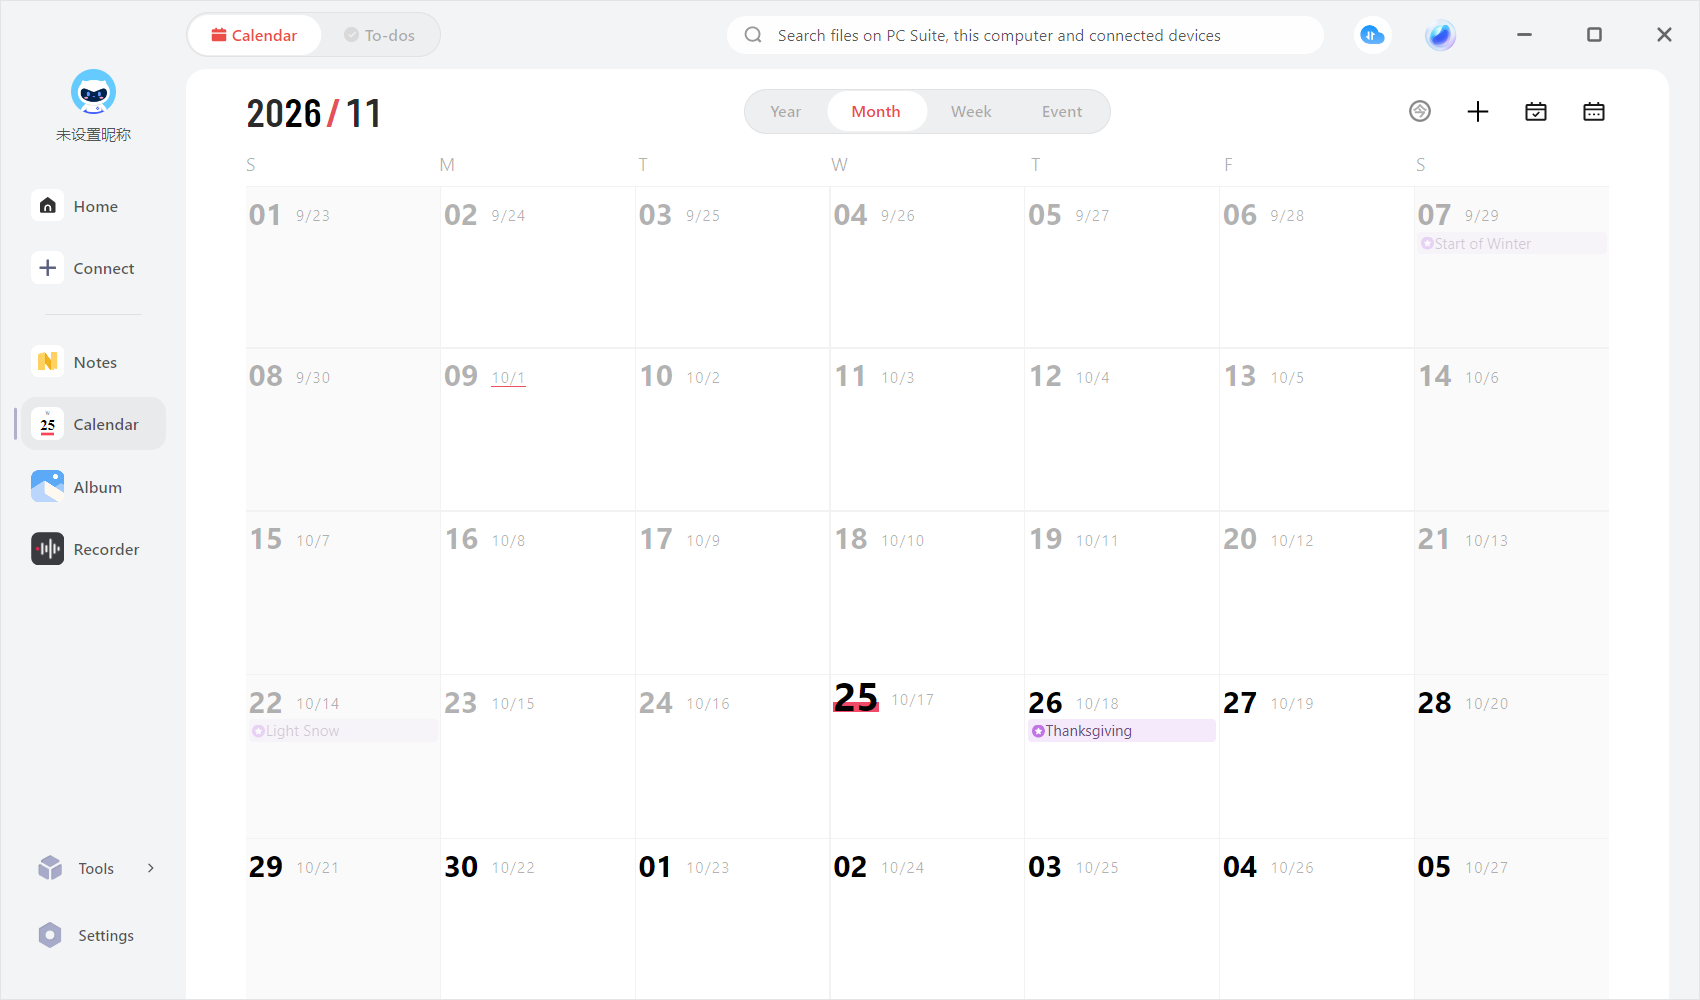 Calendar To-dos Search files on PC Suite, this computer and connected devices
未设置昵称
Home
Connect
Notes
25 Calendar
Album
Recorder
Tools
Settings
2026/11 Year Month Week Event 今
S M T W T F S
01 9/23 02 9/24 03 9/25 04 9/26 05 9/27 06 9/28 07 9/29
Start of Winter
08 9/30 09 10/1 10 10/2 11 10/3 12 10/4 13 10/5 14 10/6
15 10/7 16 10/8 17 10/9 18 10/10 19 10/11 20 10/12 21 10/13
22 10/14 23 10/15 24 10/16 25 10/17 26 10/18 27 10/19 28 10/20
Light Snow Thanksgiving
29 10/21 30 10/22 01 10/23 02 10/24 03 10/25 04 10/26 05 10/27